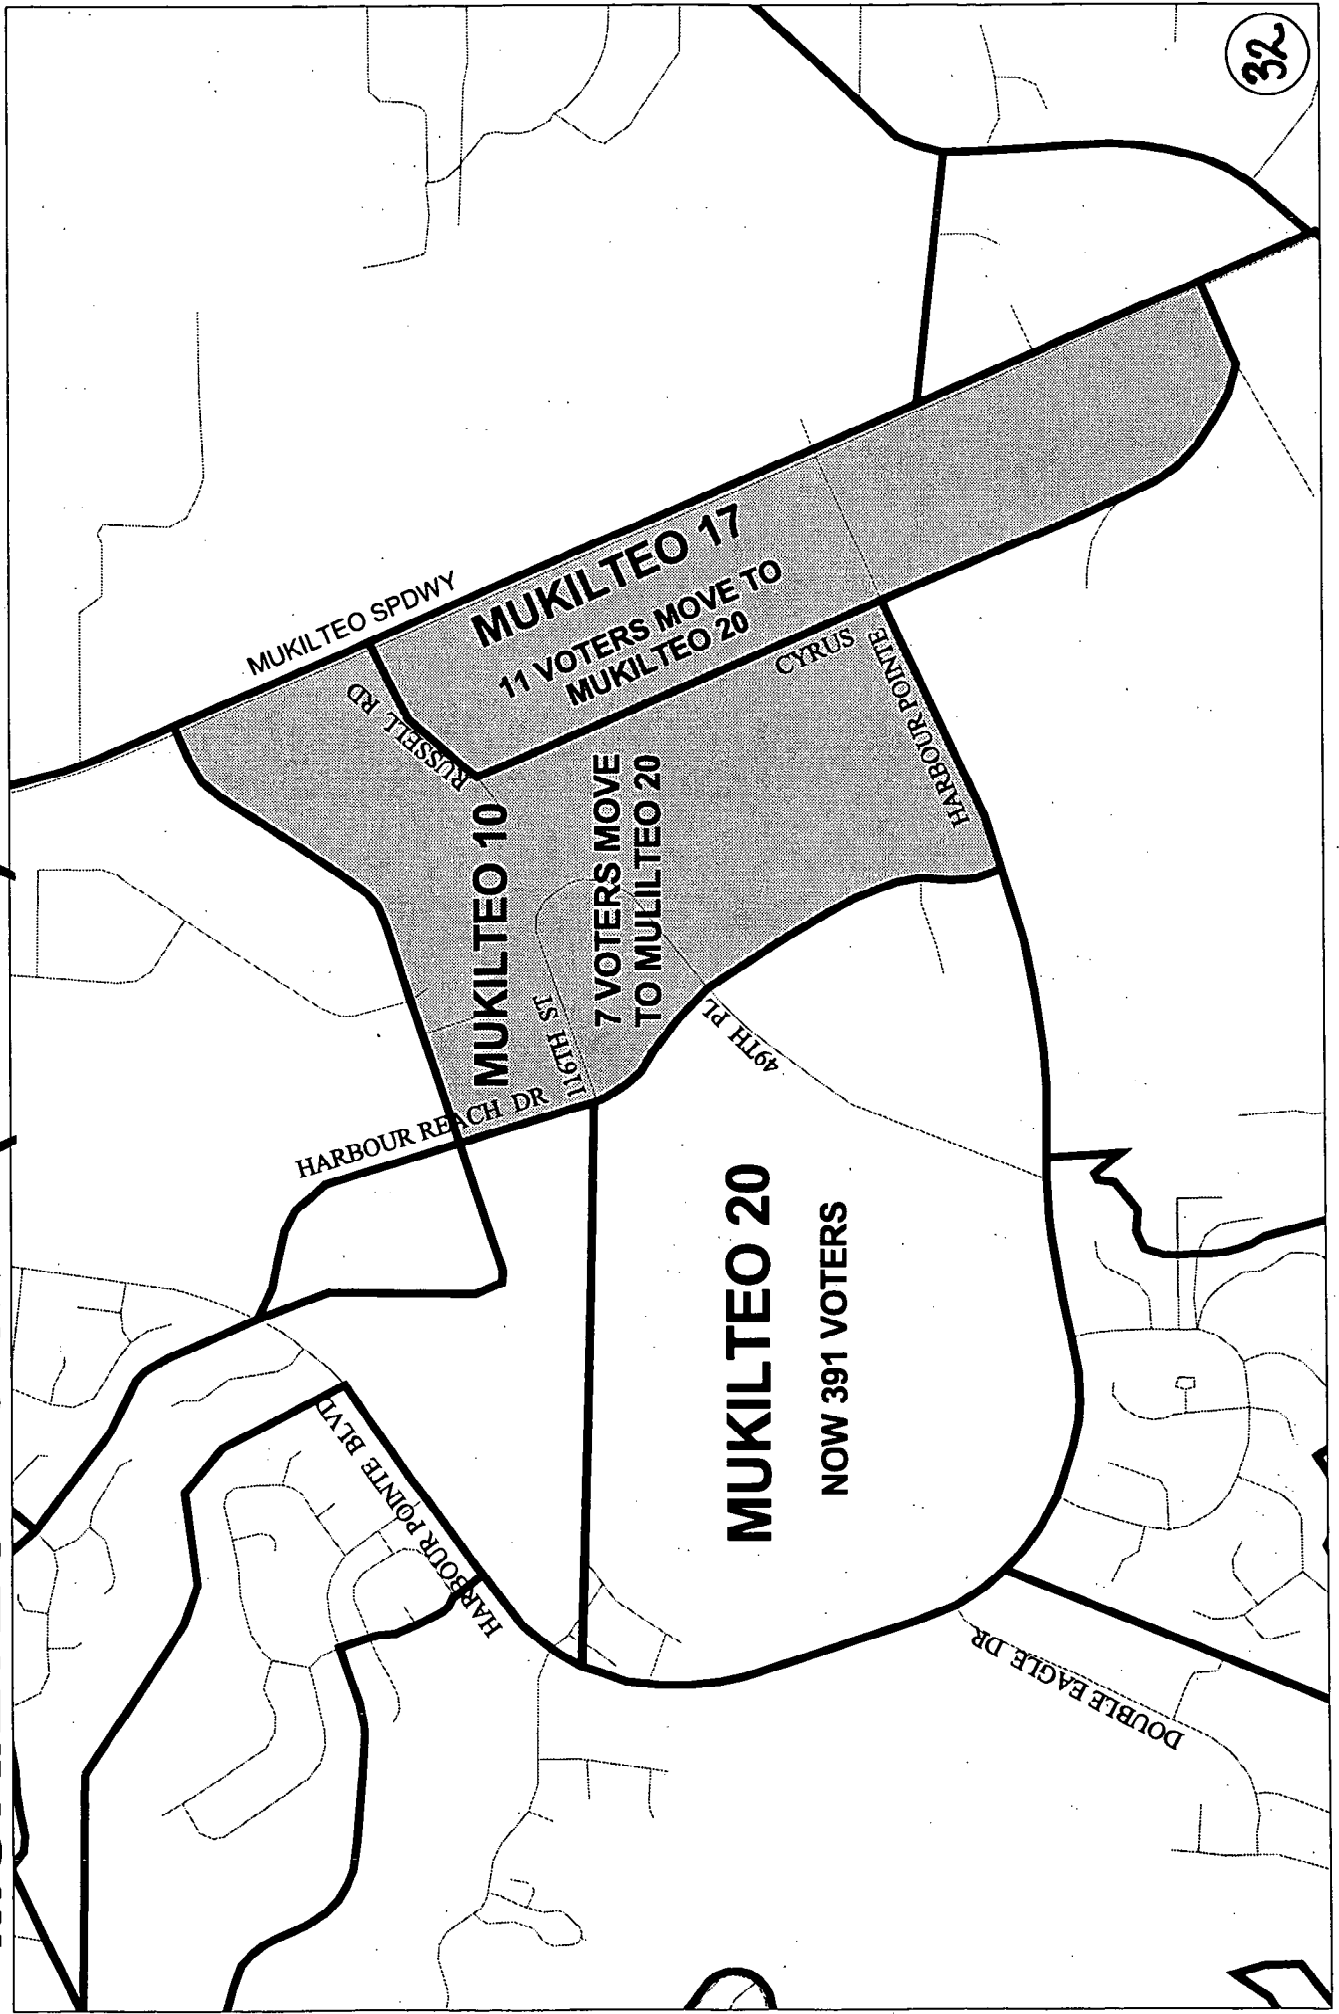 32
MUKILTEO SPDWY
MUKILTEO 17
11 VOTERS MOVE TO
MUKILTEO 20
RUSSELL RD
CYRUS
HARBOUR POINTE
MUKILTEO 10
7 VOTERS MOVE
TO MULILTEO 20
116TH ST
HARBOUR REACH DR
49TH PL
MUKILTEO 20
NOW 391 VOTERS
HARBOUR POINTE BLVD
DOUBLE EAGLE DR